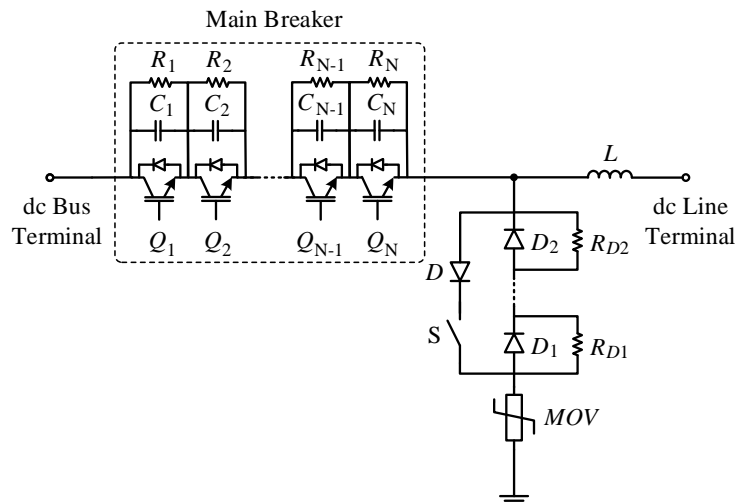 Main Breaker
R1 R2 RN-1 RN
C1 C2 CN-1 CN
L
dc Bus Terminal
dc Line Terminal
Q1 Q2 QN-1 QN
D D2 RD2
S D1 RD1
MOV